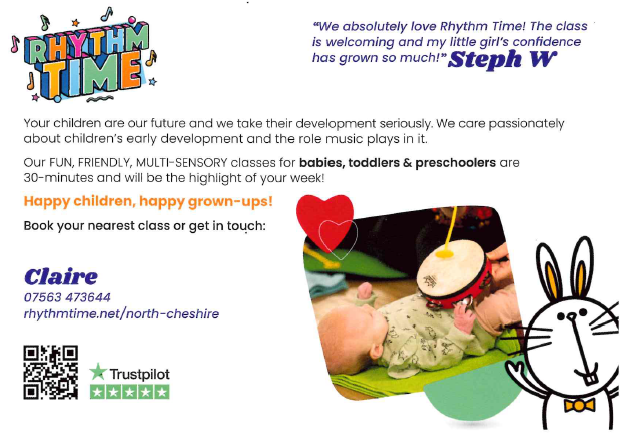 RHYTHM
TIME
“We absolutely love Rhythm Time! The class
is welcoming and my little girl’s confidence
has grown so much!” Steph W
Your children are our future and we take their development seriously. We care passionately
about children’s early development and the role music plays in it.
Our FUN, FRIENDLY, MULTI-SENSORY classes for babies, toddlers & preschoolers are
30-minutes and will be the highlight of your week!
Happy children, happy grown-ups!
Book your nearest class or get in touch:
Claire
07563 473644
rhythmtime.net/north-cheshire
Trustpilot